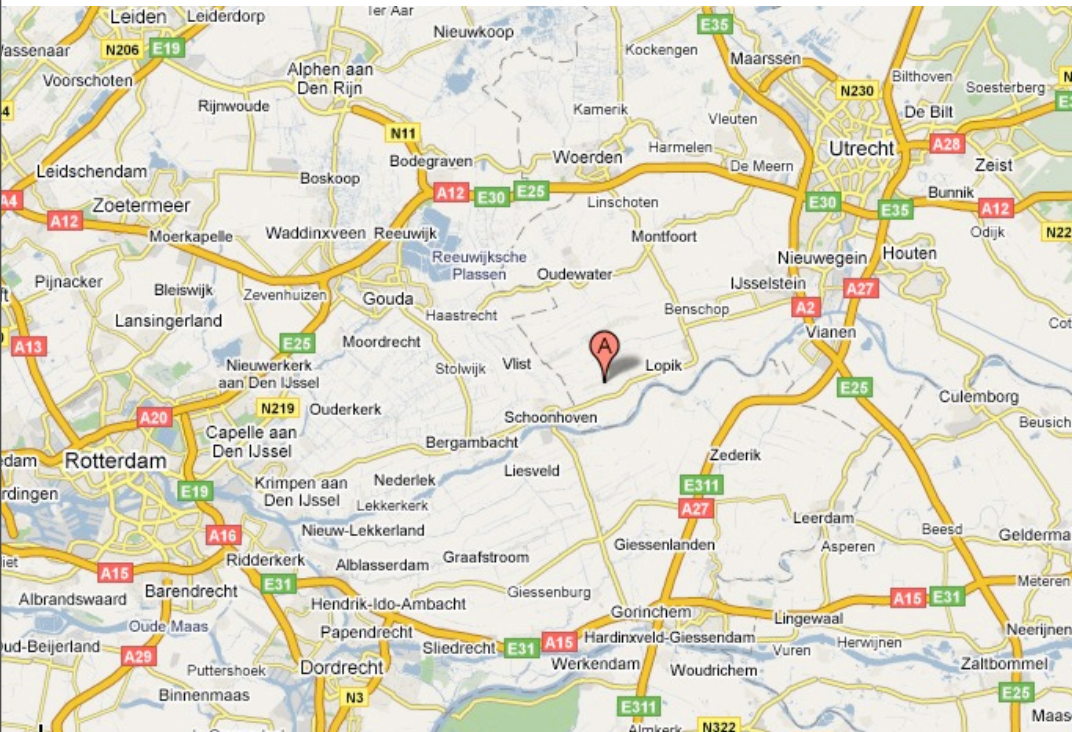 Leiden
Leiderdorp
Ter Aar
Nieuwkoop
E35
N206
E19
Kockengen
Maarssen
Voorschoten
Alphen aan
Den Rijn
Bilthoven
Soesterberg
N230
Rijnwoude
Kamerik
Vleuten
De Bilt
N11
Utrecht
A28
Harmelen
Bodegraven
Woerden
De Meern
Zeist
Leidschendam
Boskoop
A12
E30
E25
Bunnik
A4
Zoetermeer
Linschoten
E30
E35
A12
A12
Moerkapelle
Waddinxveen
Reeuwijk
Montfoort
Odijk
Reeuwijksche
Plassen
Nieuwegein
Houten
Pijnacker
Bleiswijk
Zevenhuizen
Gouda
Oudewater
IJsselstein
A27
Lansingerland
Haastrecht
Benschop
A2
Vianen
A13
E25
Moordrecht
A
Nieuwerkerk
aan Den IJssel
Stolwijk
Vlist
Lopik
E25
Culemborg
A20
N219
Ouderkerk
Schoonhoven
Capelle aan
Den IJssel
Bergambacht
Rotterdam
Zederik
Liesveld
E19
Krimpen aan
Den IJssel
Nederlek
E311
Lekkerkerk
A27
Leerdam
A16
Nieuw-Lekkerland
Beesd
Giessenlanden
Asperen
Ridderkerk
Alblasserdam
Graafstroom
A15
E31
Meteren
Barendrecht
Giessenburg
A15
E31
Albrandswaard
Hendrik-Ido-Ambacht
Gorinchem
Lingewaal
Oude Maas
Papendrecht
Hardinxveld-Giessendam
Sliedrecht
E31
A15
Herwijnen
Vuren
A29
Dordrecht
Werkendam
Woudrichem
Zaltbommel
Puttershoek
Binnenmaas
N3
E25
E311
Almkerk
N322